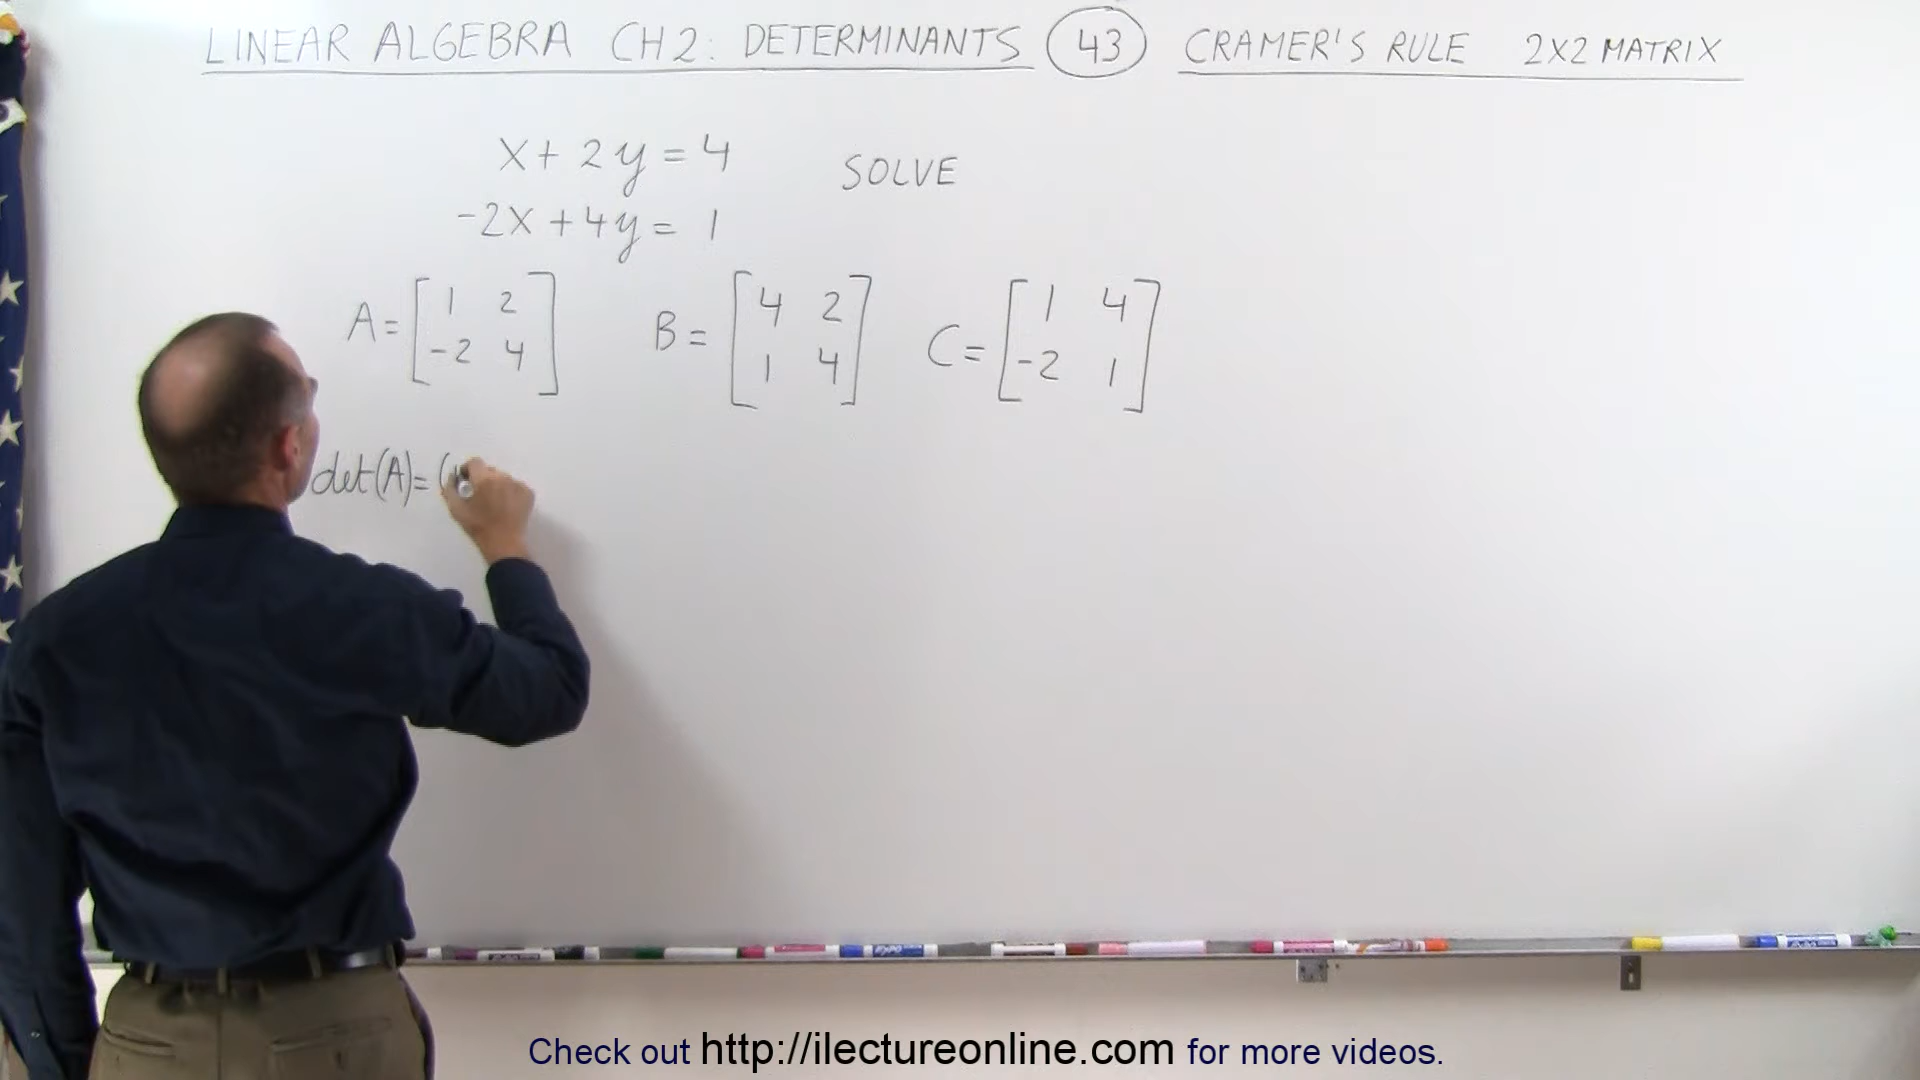 LINEAR ALGEBRA CH2: DETERMINANTS 43 CRAMER'S RULE 2X2 MATRIX
x + 2y = 4 SOLVE
-2x + 4y = 1
A = [1 2 B = [4 2 C = [1 4
-2 4] 1 4] -2 1]
det(A) = (
EXPO
Check out http://ilectureonline.com for more videos.